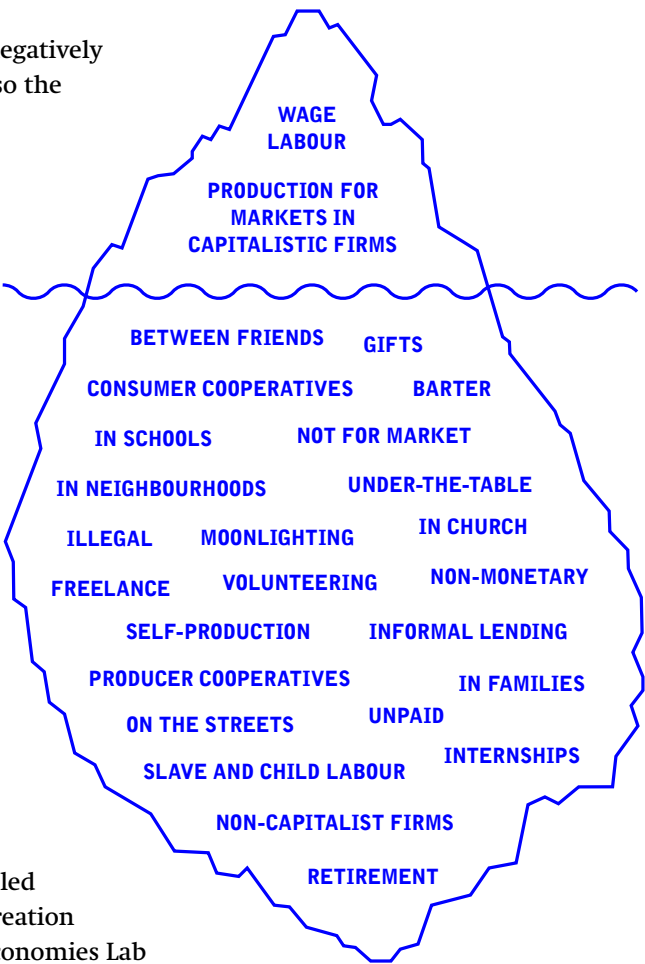 egatively
so the
WAGE
LABOUR
PRODUCTION FOR
MARKETS IN
CAPITALISTIC FIRMS
BETWEEN FRIENDS
GIFTS
CONSUMER COOPERATIVES
BARTER
IN SCHOOLS
NOT FOR MARKET
IN NEIGHBOURHOODS
UNDER-THE-TABLE
ILLEGAL
MOONLIGHTING
IN CHURCH
FREELANCE
VOLUNTEERING
NON-MONETARY
SELF-PRODUCTION
INFORMAL LENDING
PRODUCER COOPERATIVES
IN FAMILIES
ON THE STREETS
UNPAID
INTERNSHIPS
SLAVE AND CHILD LABOUR
NON-CAPITALIST FIRMS
RETIREMENT
led
reation
conomies Lab